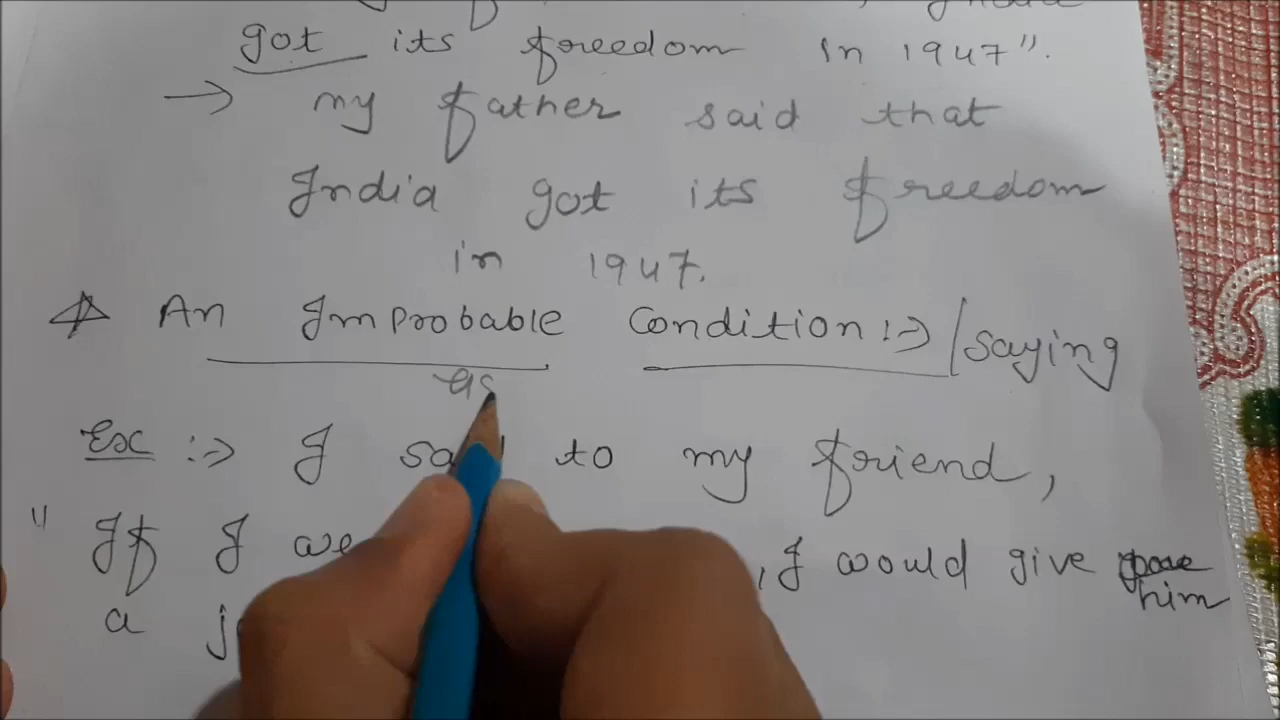 got its freedom in 1947".
→ my father said that
India got its freedom
in 1947.
☆ An Improbable Condition :→ / saying
Ex :→ I to my friend,
" If I , I would give
him
a